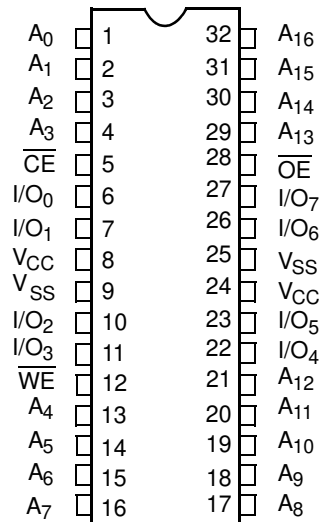 A0 1 32 A16
A1 2 31 A15
A2 3 30 A14
A3 4 29 A13
C̅E̅ 5 28 O̅E̅
I/O0 6 27 I/O7
I/O1 7 26 I/O6
VCC 8 25 VSS
VSS 9 24 VCC
I/O2 10 23 I/O5
I/O3 11 22 I/O4
W̅E̅ 12 21 A12
A4 13 20 A11
A5 14 19 A10
A6 15 18 A9
A7 16 17 A8